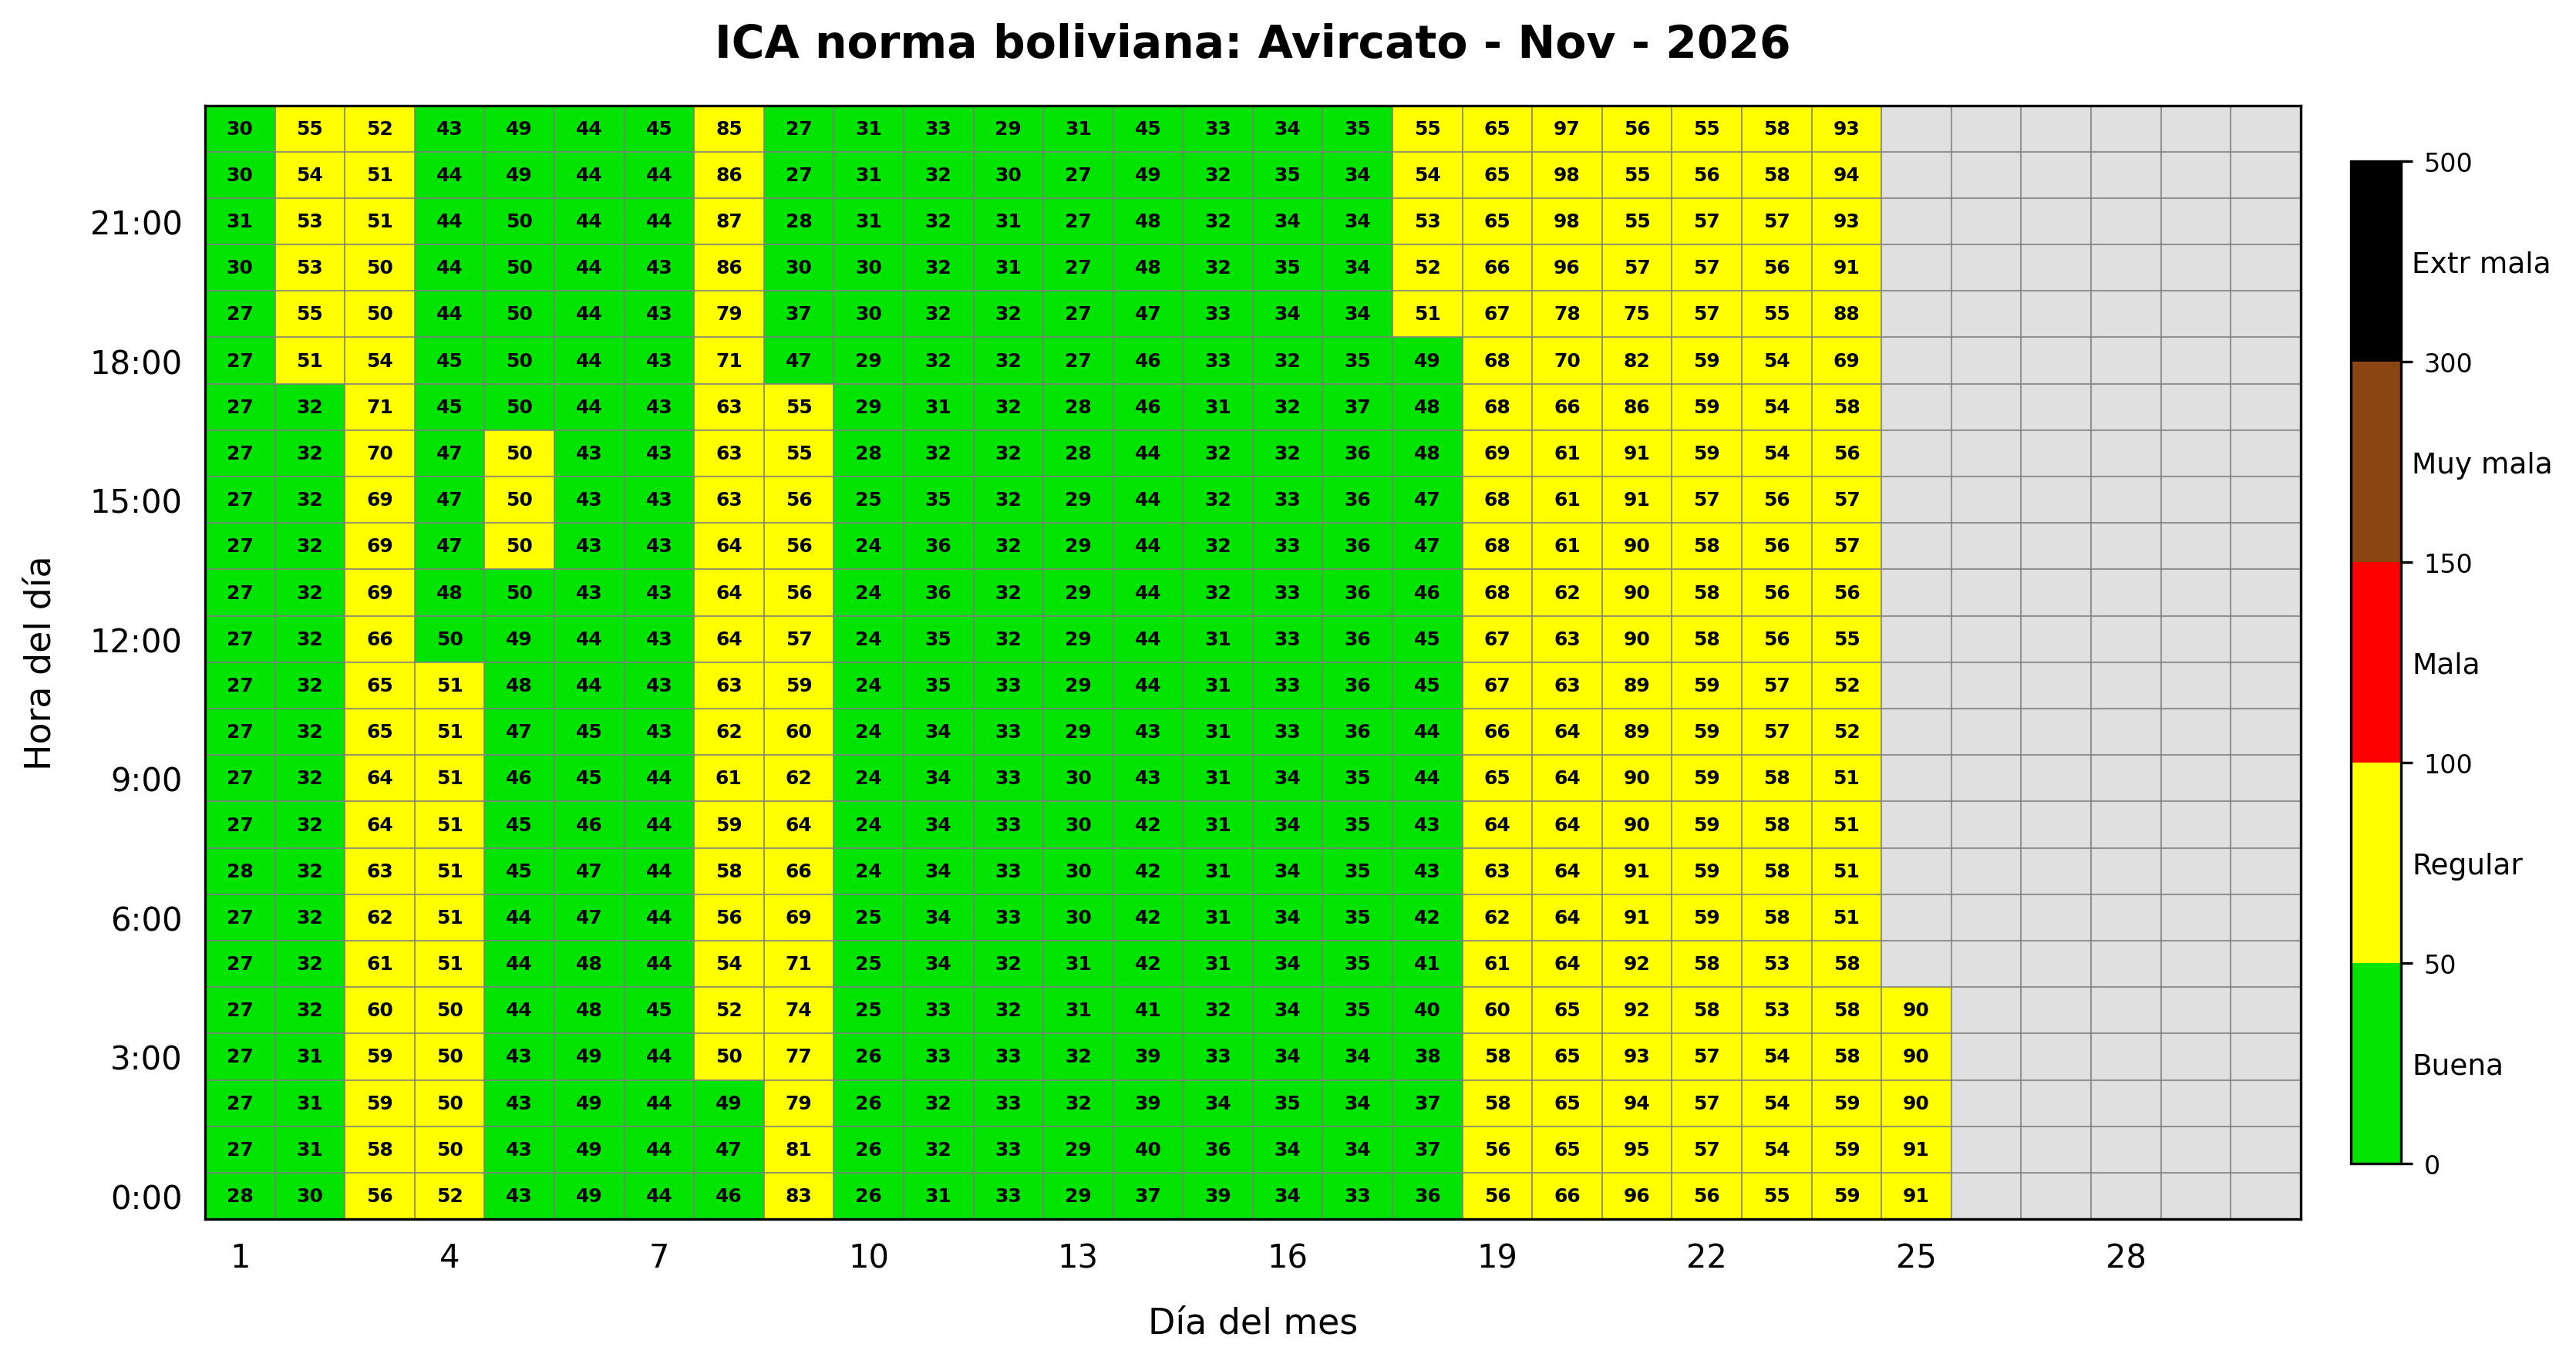 ICA norma boliviana: Avircato - Nov - 2026
30 55 52 43 49 44 45 85 27 31 33 29 31 45 33 34 35 55 65 97 56 55 58 93
30 54 51 44 49 44 44 86 27 31 32 30 27 49 32 35 34 54 65 98 55 56 58 94
21:00 31 53 51 44 50 44 44 87 28 31 32 31 27 48 32 34 34 53 65 98 55 57 57 93
30 53 50 44 50 44 43 86 30 30 32 31 27 48 32 35 34 52 66 96 57 57 56 91
27 55 50 44 50 44 43 79 37 30 32 32 27 47 33 34 34 51 67 78 75 57 55 88
18:00 27 51 54 45 50 44 43 71 47 29 32 32 27 46 33 32 35 49 68 70 82 59 54 69
27 32 71 45 50 44 43 63 55 29 31 32 28 46 31 32 37 48 68 66 86 59 54 58
27 32 70 47 50 43 43 63 55 28 32 32 28 44 32 32 36 48 69 61 91 59 54 56
15:00 27 32 69 47 50 43 43 63 56 25 35 32 29 44 32 33 36 47 68 61 91 57 56 57
27 32 69 47 50 43 43 64 56 24 36 32 29 44 32 33 36 47 68 61 90 58 56 57
27 32 69 48 50 43 43 64 56 24 36 32 29 44 32 33 36 46 68 62 90 58 56 56
12:00 27 32 66 50 49 44 43 64 57 24 35 32 29 44 31 33 36 45 67 63 90 58 56 55
27 32 65 51 48 44 43 63 59 24 35 33 29 44 31 33 36 45 67 63 89 59 57 52
27 32 65 51 47 45 43 62 60 24 34 33 29 43 31 33 36 44 66 64 89 59 57 52
9:00 27 32 64 51 46 45 44 61 62 24 34 33 30 43 31 34 35 44 65 64 90 59 58 51
27 32 64 51 45 46 44 59 64 24 34 33 30 42 31 34 35 43 64 64 90 59 58 51
28 32 63 51 45 47 44 58 66 24 34 33 30 42 31 34 35 43 63 64 91 59 58 51
6:00 27 32 62 51 44 47 44 56 69 25 34 33 30 42 31 34 35 42 62 64 91 59 58 51
27 32 61 51 44 48 44 54 71 25 34 32 31 42 31 34 35 41 61 64 92 58 53 58
27 32 60 50 44 48 45 52 74 25 33 32 31 41 32 34 35 40 60 65 92 58 53 58 90
3:00 27 31 59 50 43 49 44 50 77 26 33 33 32 39 33 34 34 38 58 65 93 57 54 58 90
27 31 59 50 43 49 44 49 79 26 32 33 32 39 34 35 34 37 58 65 94 57 54 59 90
27 31 58 50 43 49 44 47 81 26 32 33 29 40 36 34 34 37 56 65 95 57 54 59 91
0:00 28 30 56 52 43 49 44 46 83 26 31 33 29 37 39 34 33 36 56 66 96 56 55 59 91
1 4 7 10 13 16 19 22 25 28
Día del mes
Hora del día
500
Extr mala
300
Muy mala
150
Mala
100
Regular
50
Buena
0